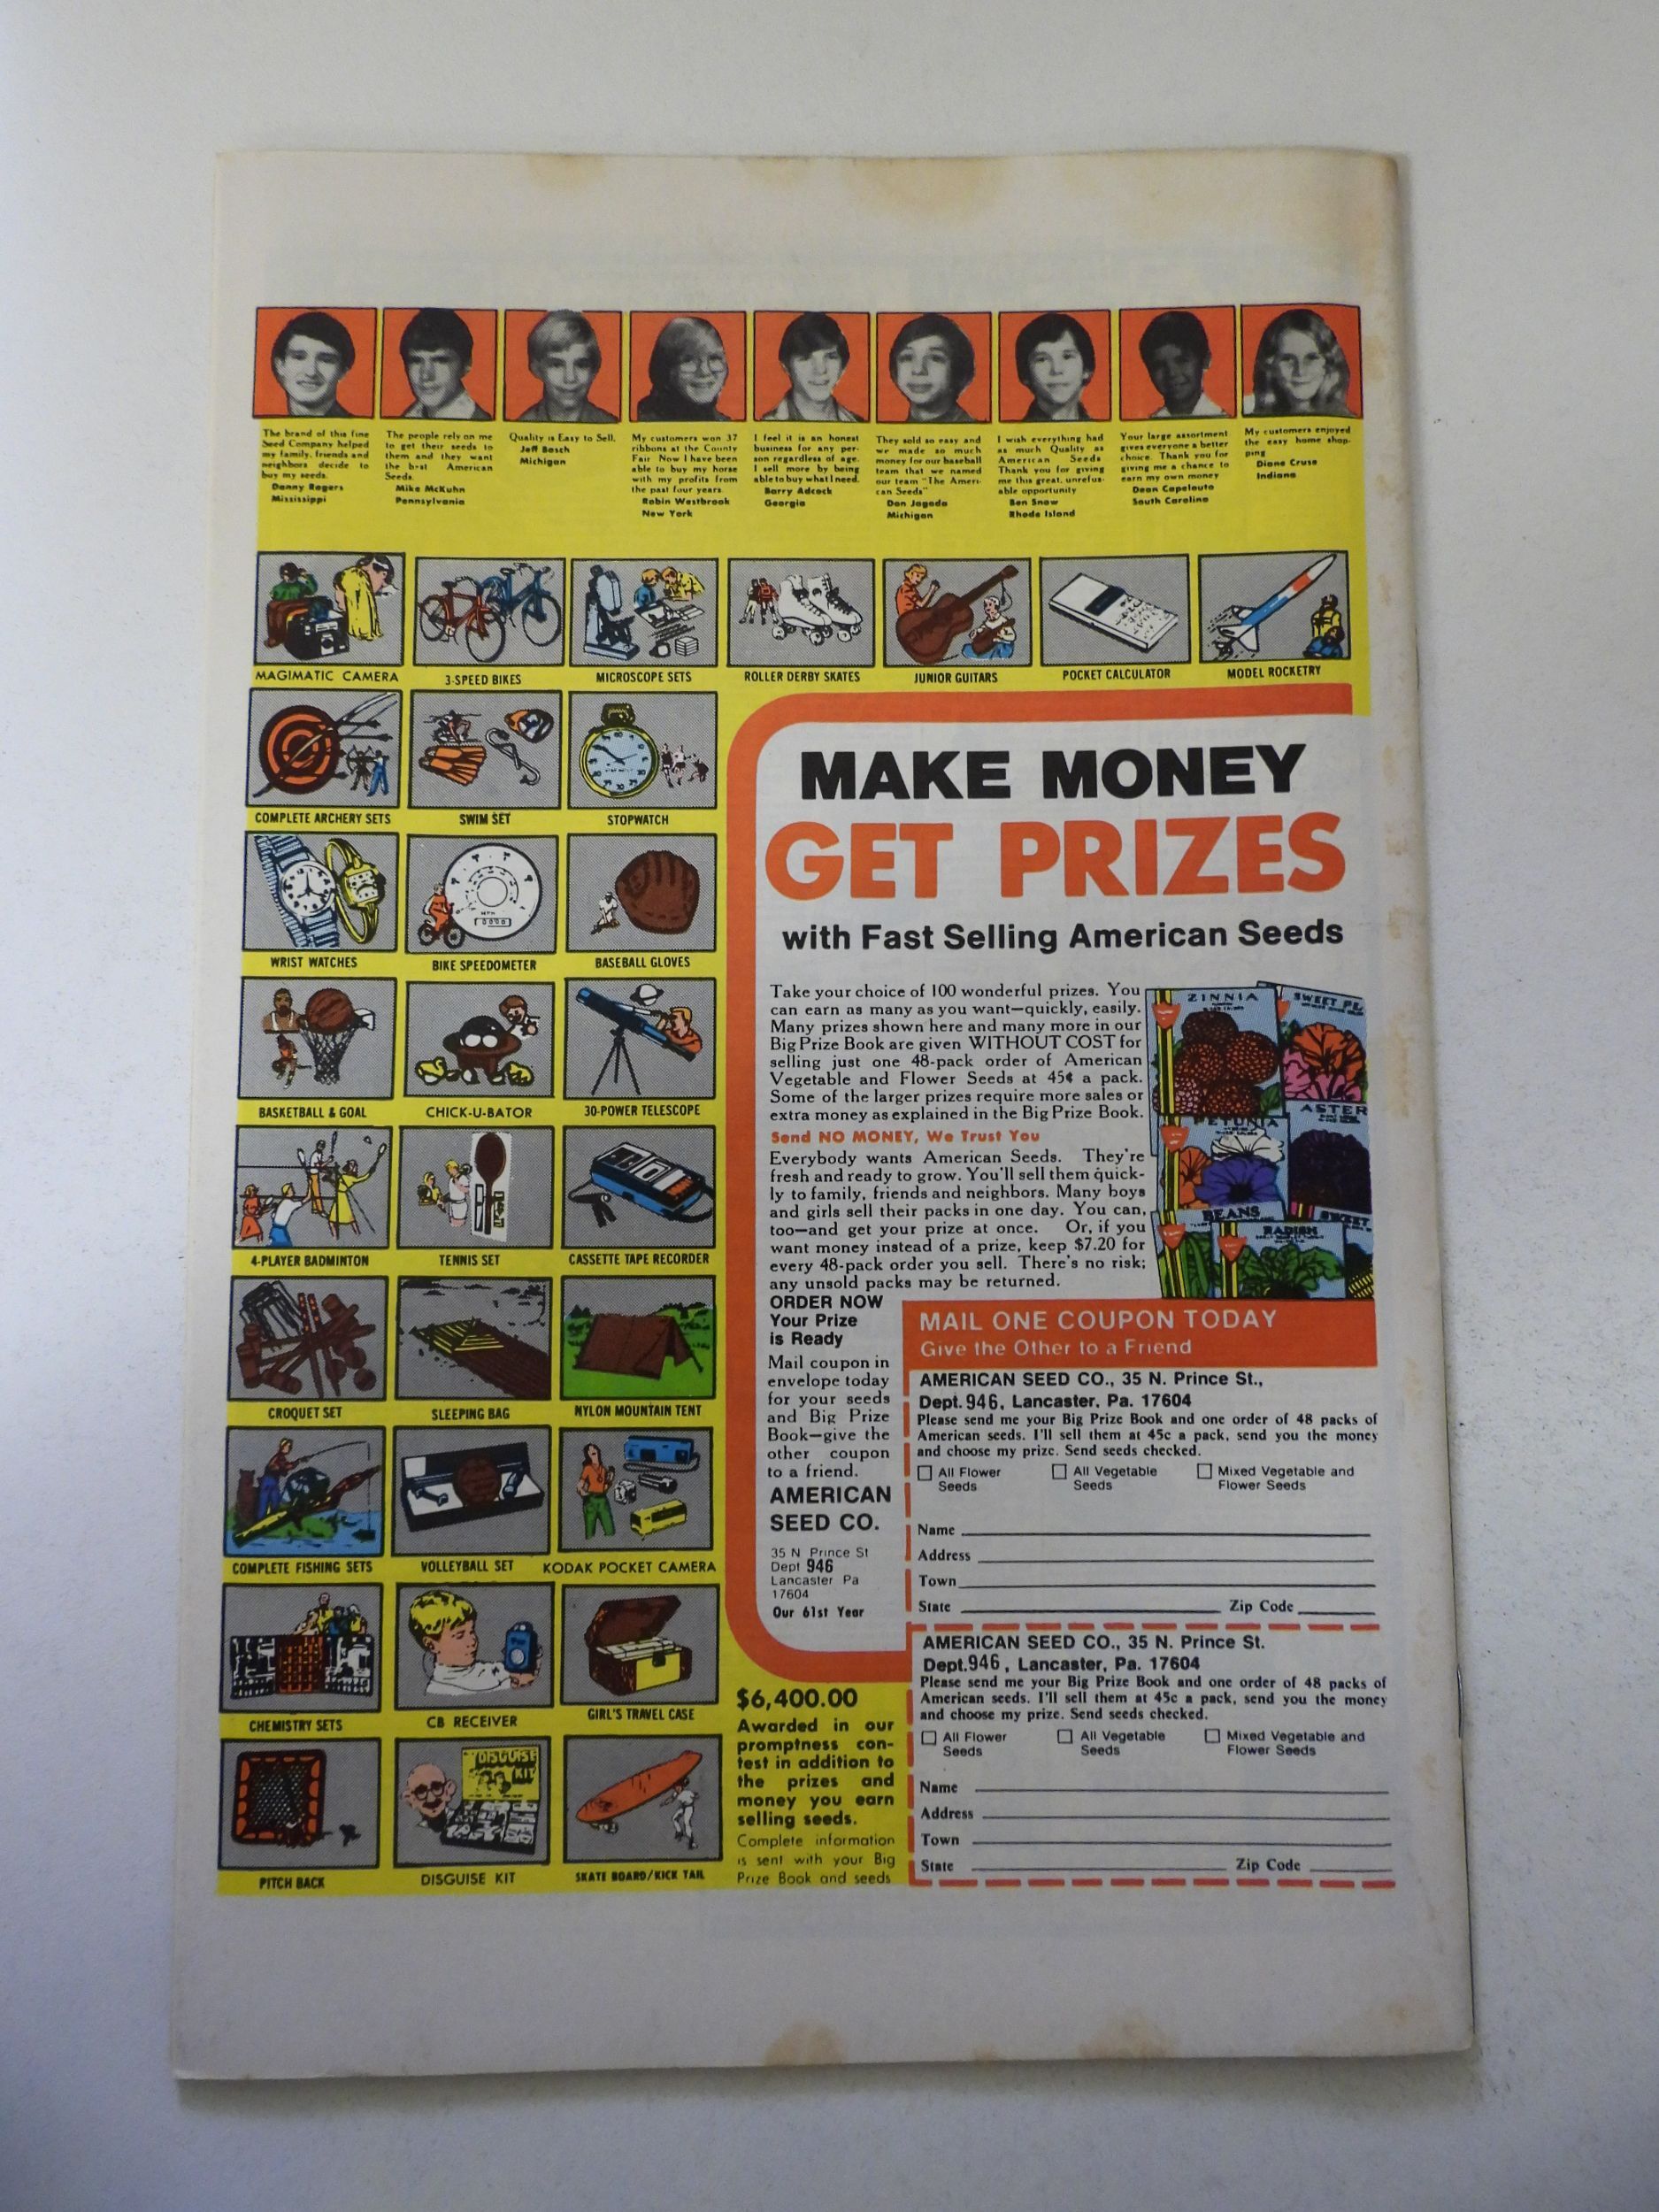 The brand of this fine
Seed Company helped
my family, friends and
neighbors decide to
buy my seeds.
Danny Rogers
Mississippi
The people rely on me
to get their seeds to
them and they want
the best American
Seeds.
Mike McKuhn
Pennsylvania
Quality is Easy to Sell.
Jeff Bosch
Michigan
My customers won 37
ribbons at the County
Fair Now I have been
able to buy my horse
with my profits from
the past four years
Robin Westbrook
New York
I feel it is an honest
business for any per-
son regardless of age.
I sell more by being
able to buy what I need.
Barry Adcock
Georgia
They sold so easy and
we made so much
money for our baseball
team that we named
our team "The Ameri-
can Seeds"
Dan Jagoda
Michigan
I wish everything had
as much Quality as
American Seeds
Thank you for giving
me this great, unrefus-
able opportunity
Ben Snow
Rhode Island
Your large assortment
gives everyone a better
choice. Thank you for
giving me a chance to
earn my own money
Dean Capelouto
South Carolina
My customers enjoyed
the easy home shop-
ping
Diane Cruse
Indiana
MAGIMATIC CAMERA
3-SPEED BIKES
MICROSCOPE SETS
ROLLER DERBY SKATES
JUNIOR GUITARS
POCKET CALCULATOR
MODEL ROCKETRY
COMPLETE ARCHERY SETS
SWIM SET
STOPWATCH
WRIST WATCHES
BIKE SPEEDOMETER
BASEBALL GLOVES
BASKETBALL & GOAL
CHICK-U-BATOR
30-POWER TELESCOPE
4-PLAYER BADMINTON
TENNIS SET
CASSETTE TAPE RECORDER
CROQUET SET
SLEEPING BAG
NYLON MOUNTAIN TENT
COMPLETE FISHING SETS
VOLLEYBALL SET
KODAK POCKET CAMERA
CHEMISTRY SETS
CB RECEIVER
GIRL'S TRAVEL CASE
DISGUISE
KIT
PITCH BACK
DISGUISE KIT
SKATE BOARD/KICK TAIL
MAKE MONEY
GET PRIZES
with Fast Selling American Seeds
Take your choice of 100 wonderful prizes. You
can earn as many as you want—quickly, easily.
Many prizes shown here and many more in our
Big Prize Book are given WITHOUT COST for
selling just one 48-pack order of American
Vegetable and Flower Seeds at 45¢ a pack.
Some of the larger prizes require more sales or
extra money as explained in the Big Prize Book.
Send NO MONEY, We Trust You
Everybody wants American Seeds. They're
fresh and ready to grow. You'll sell them quick-
ly to family, friends and neighbors. Many boys
and girls sell their packs in one day. You can,
too—and get your prize at once. Or, if you
want money instead of a prize, keep $7.20 for
every 48-pack order you sell. There's no risk;
any unsold packs may be returned.
ZINNIA
SWEET PE
PETUNIA
ASTER
BEANS
RADISH
SWEET
ORDER NOW
Your Prize
is Ready
Mail coupon in
envelope today
for your seeds
and Big Prize
Book—give the
other coupon
to a friend.
AMERICAN
SEED CO.
35 N Prince St
Dept 946
Lancaster Pa
17604
Our 61st Year
MAIL ONE COUPON TODAY
Give the Other to a Friend
AMERICAN SEED CO., 35 N. Prince St.,
Dept. 946, Lancaster, Pa. 17604
Please send me your Big Prize Book and one order of 48 packs of
American seeds. I'll sell them at 45c a pack, send you the money
and choose my prize. Send seeds checked.
All Flower Seeds
All Vegetable Seeds
Mixed Vegetable and Flower Seeds
Name
Address
Town
State Zip Code
AMERICAN SEED CO., 35 N. Prince St.
Dept. 946, Lancaster, Pa. 17604
Please send me your Big Prize Book and one order of 48 packs of
American seeds. I'll sell them at 45c a pack, send you the money
and choose my prize. Send seeds checked.
All Flower Seeds
All Vegetable Seeds
Mixed Vegetable and Flower Seeds
Name
Address
Town
State Zip Code
$6,400.00
Awarded in our
promptness con-
test in addition to
the prizes and
money you earn
selling seeds.
Complete information
is sent with your Big
Prize Book and seeds